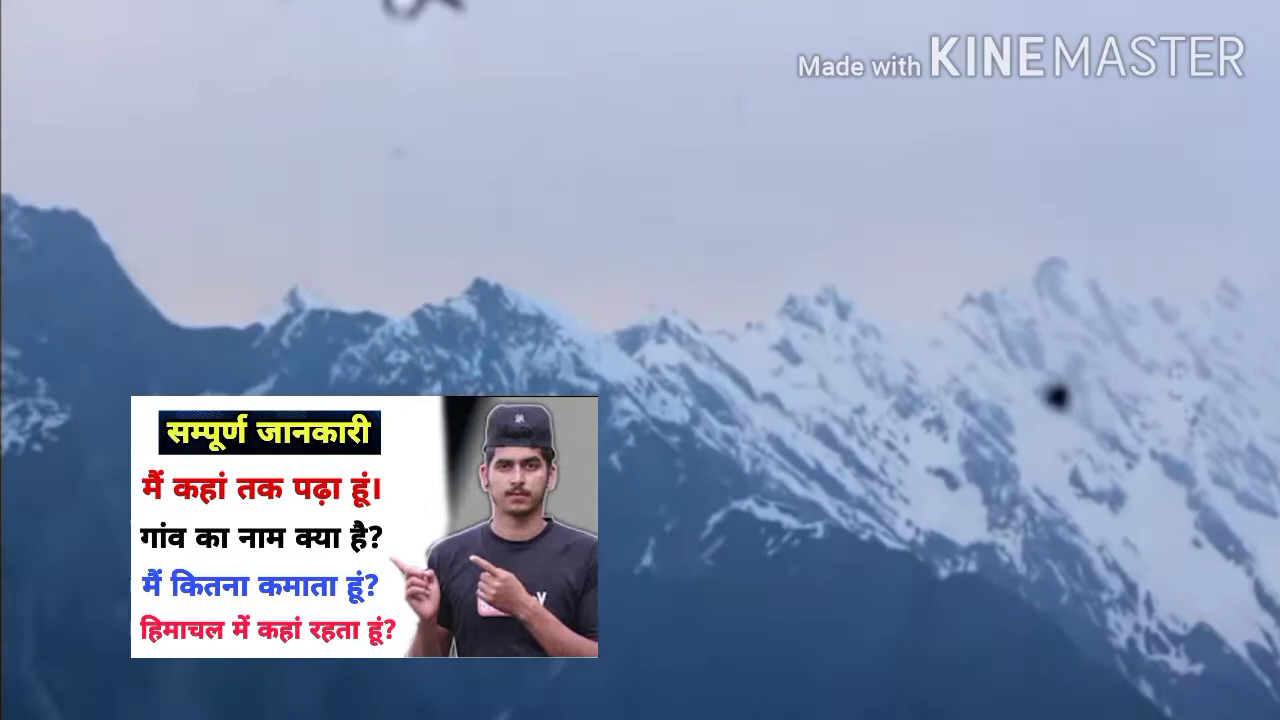 Made with KINEMASTER
सम्पूर्ण जानकारी
मैं कहां तक पढ़ा हूं।
गांव का नाम क्या है?
मैं कितना कमाता हूं?
हिमाचल में कहां रहता हूं?